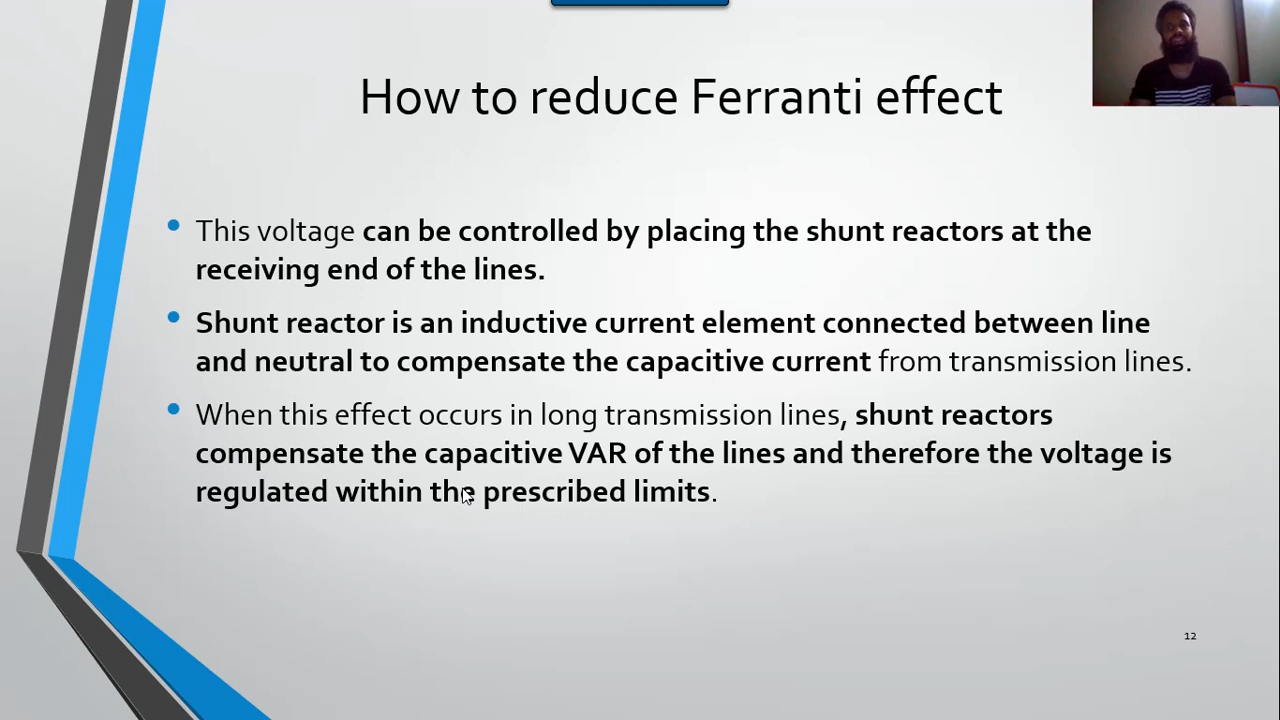 How to reduce Ferranti effect
• This voltage can be controlled by placing the shunt reactors at the
receiving end of the lines.
• Shunt reactor is an inductive current element connected between line
and neutral to compensate the capacitive current from transmission lines.
• When this effect occurs in long transmission lines, shunt reactors
compensate the capacitive VAR of the lines and therefore the voltage is
regulated within the prescribed limits.
12